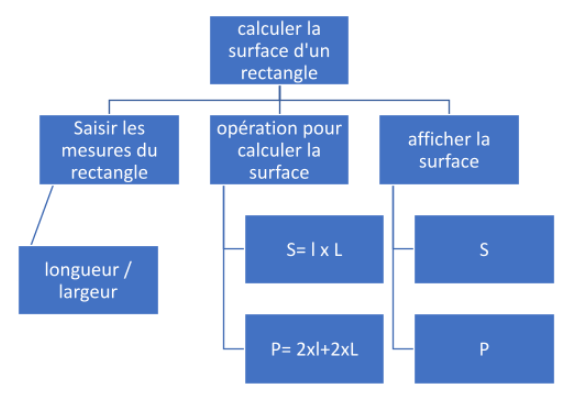 calculer la
surface d'un
rectangle
Saisir les
mesures du
rectangle
opération pour
calculer la
surface
afficher la
surface
longueur /
largeur
S= l x L
P= 2xl+2xL
S
P